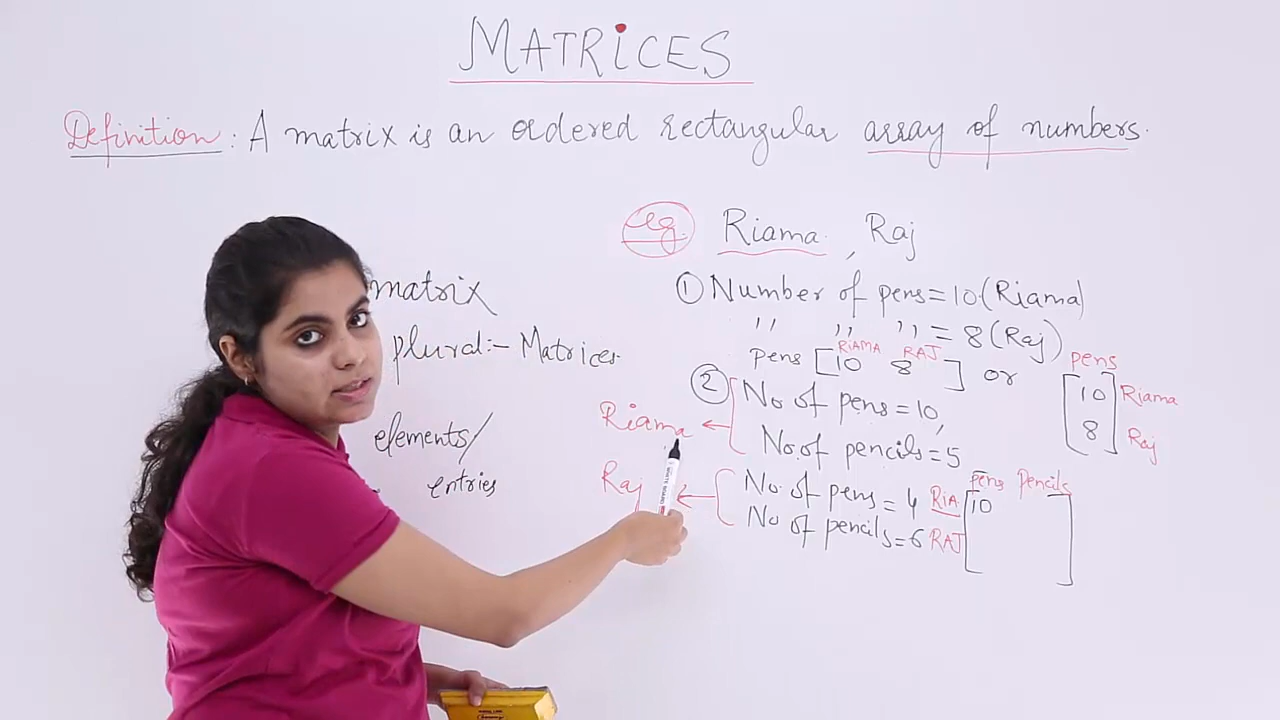 MATRiCES
Definition: A matrix is an ordered rectangular array of numbers.
eg. Riama, Raj
matrix
plural:- Matrices.
elements/
entries
① Number of pens = 10 (Riama)
" " " = 8 (Raj)
RIAMA RAJ
pens [10 8] or
pens
10 Riama
8 Raj
② No. of pens = 10,
Riama ←
No. of pencils = 5
Raj ←
No. of pens = 4
No of pencils = 6
pens Pencils
RIA 10
RAJ